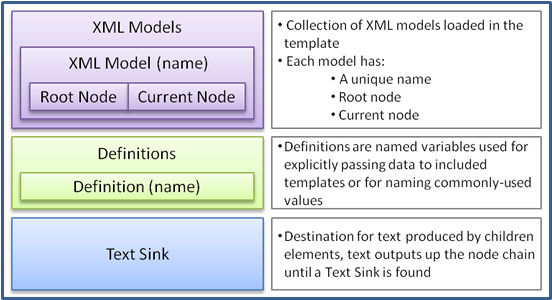 XML Models
XML Model (name)
Root Node
Current Node
• Collection of XML models loaded in the
template
• Each model has:
• A unique name
• Root node
• Current node
Definitions
Definition (name)
• Definitions are named variables used for
explicitly passing data to included
templates or for naming commonly-used
values
Text Sink
• Destination for text produced by children
elements, text outputs up the node chain
until a Text Sink is found